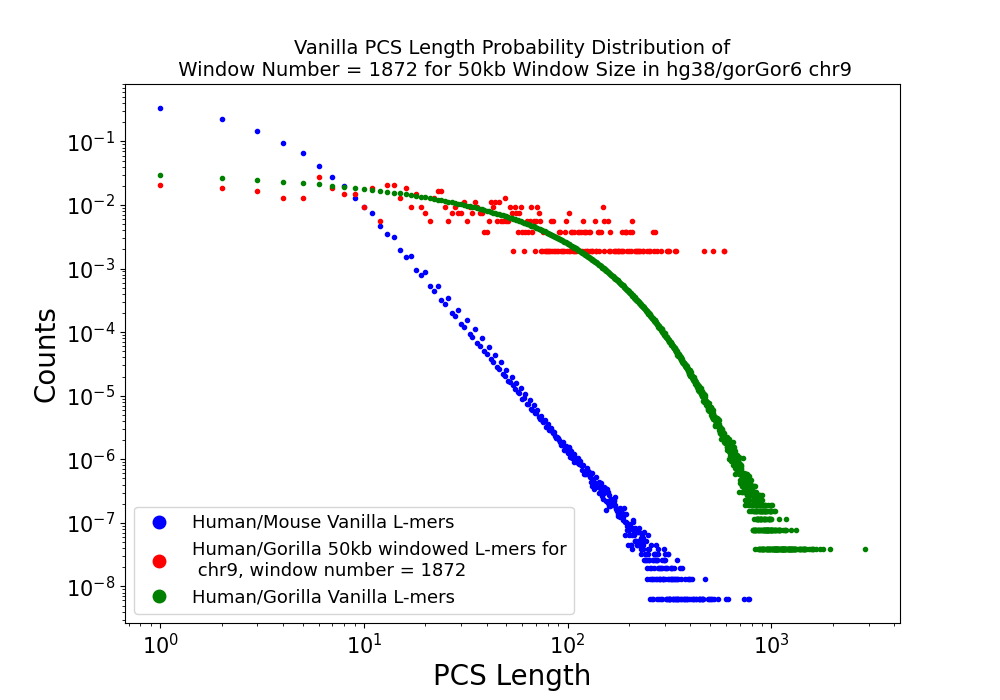 Vanilla PCS Length Probability Distribution of
Window Number = 1872 for 50kb Window Size in hg38/gorGor6 chr9
Counts
10⁻¹
10⁻²
10⁻³
10⁻⁴
10⁻⁵
10⁻⁶
10⁻⁷
10⁻⁸
Human/Mouse Vanilla L-mers
Human/Gorilla 50kb windowed L-mers for
chr9, window number = 1872
Human/Gorilla Vanilla L-mers
10⁰ 10¹ 10² 10³
PCS Length